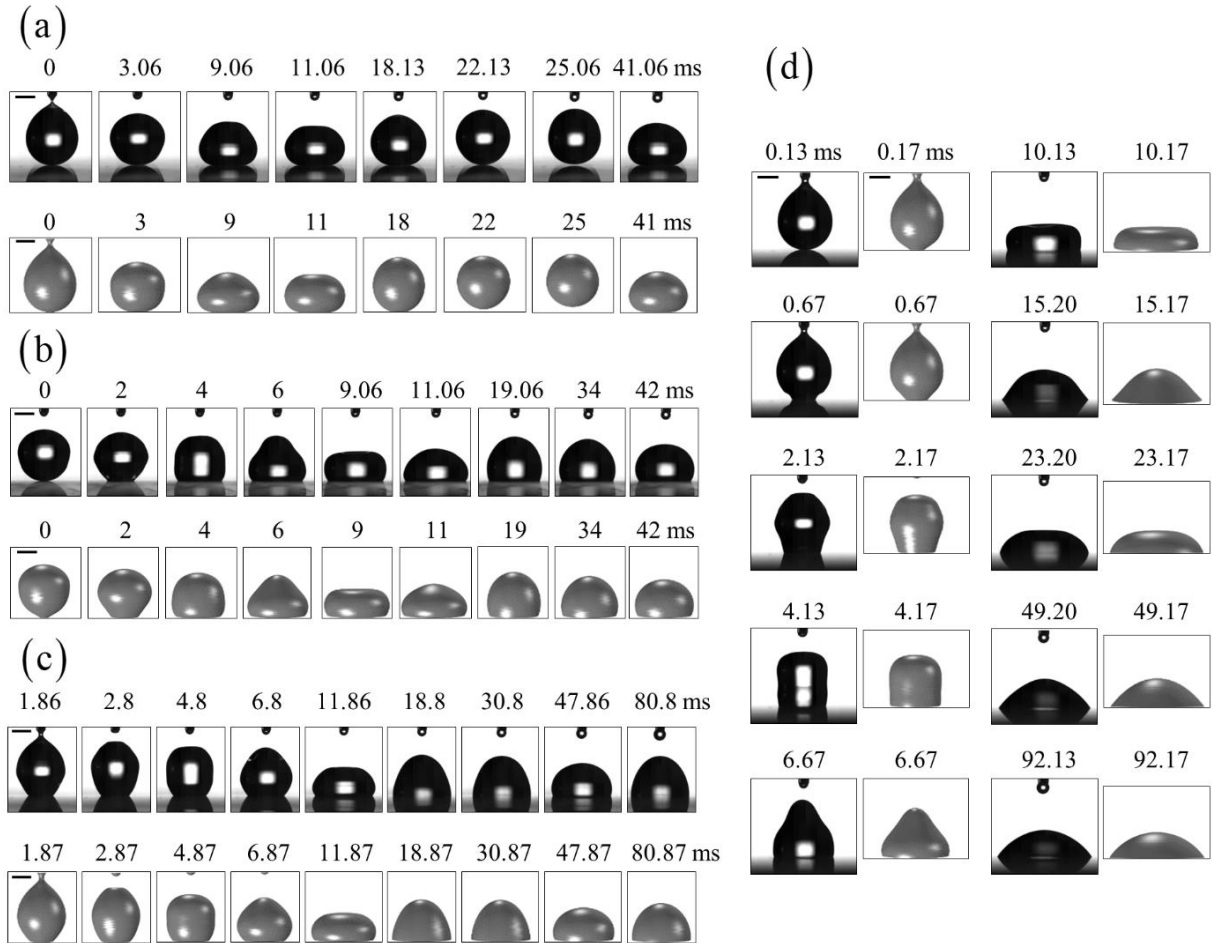 (a)
0 3.06 9.06 11.06 18.13 22.13 25.06 41.06 ms
0 3 9 11 18 22 25 41 ms
(b)
0 2 4 6 9.06 11.06 19.06 34 42 ms
0 2 4 6 9 11 19 34 42 ms
(c)
1.86 2.8 4.8 6.8 11.86 18.8 30.8 47.86 80.8 ms
1.87 2.87 4.87 6.87 11.87 18.87 30.87 47.87 80.87 ms
(d)
0.13 ms 0.17 ms 10.13 10.17
0.67 0.67 15.20 15.17
2.13 2.17 23.20 23.17
4.13 4.17 49.20 49.17
6.67 6.67 92.13 92.17